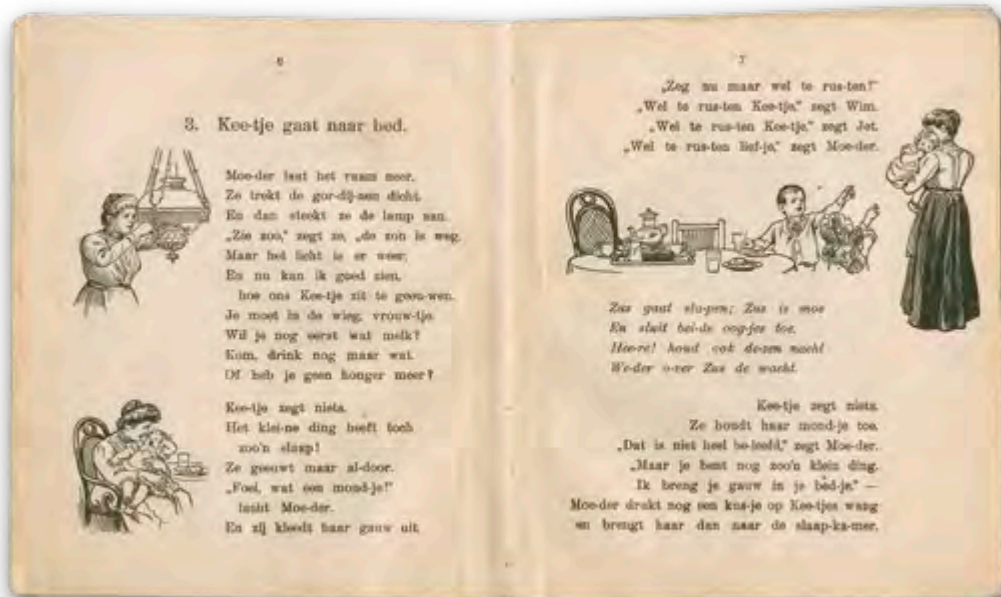 6
3. Kee-tje gaat naar bed.
Moe-der laat het raam neer.
Ze trekt de gor-dij-nen dicht.
En dan steekt ze de lamp aan.
„Zie zoo,” zegt ze, „de zon is weg.
Maar het licht is er weer.
En nu kan ik goed zien,
hoe ons Kee-tje zit te geeu-wen.
Je moet in de wieg, vrouw-tje.
Wil je nog eerst wat melk?
Kom, drink nog maar wat.
Of heb je geen honger meer?
Kee-tje zegt niets.
Het klei-ne ding heeft toch
zoo'n slaap!
Ze geeuwt maar al-door.
„Foei, wat een mond-je!”
lacht Moe-der.
En zij kleedt haar gauw uit.
7
„Zeg nu maar wel te rus-ten!”
„Wel te rus-ten Kee-tje,” zegt Wim.
„Wel te rus-ten Kee-tje,” zegt Jet.
„Wel te rus-ten lief-je,” zegt Moe-der.
Zus gaat sla-pen; Zus is moe
En sluit bei-de oog-jes toe.
Hee-re! houd ook de-zen nacht
We-der o-ver Zus de wacht.
Kee-tje zegt niets.
Ze houdt haar mond-je toe.
„Dat is niet heel be-leefd,” zegt Moe-der.
„Maar je bent nog zoo'n klein ding.
Ik breng je gauw in je bed-je.” —
Moe-der drukt nog een kus-je op Kee-tjes wang
en brengt haar dan naar de slaap-ka-mer.